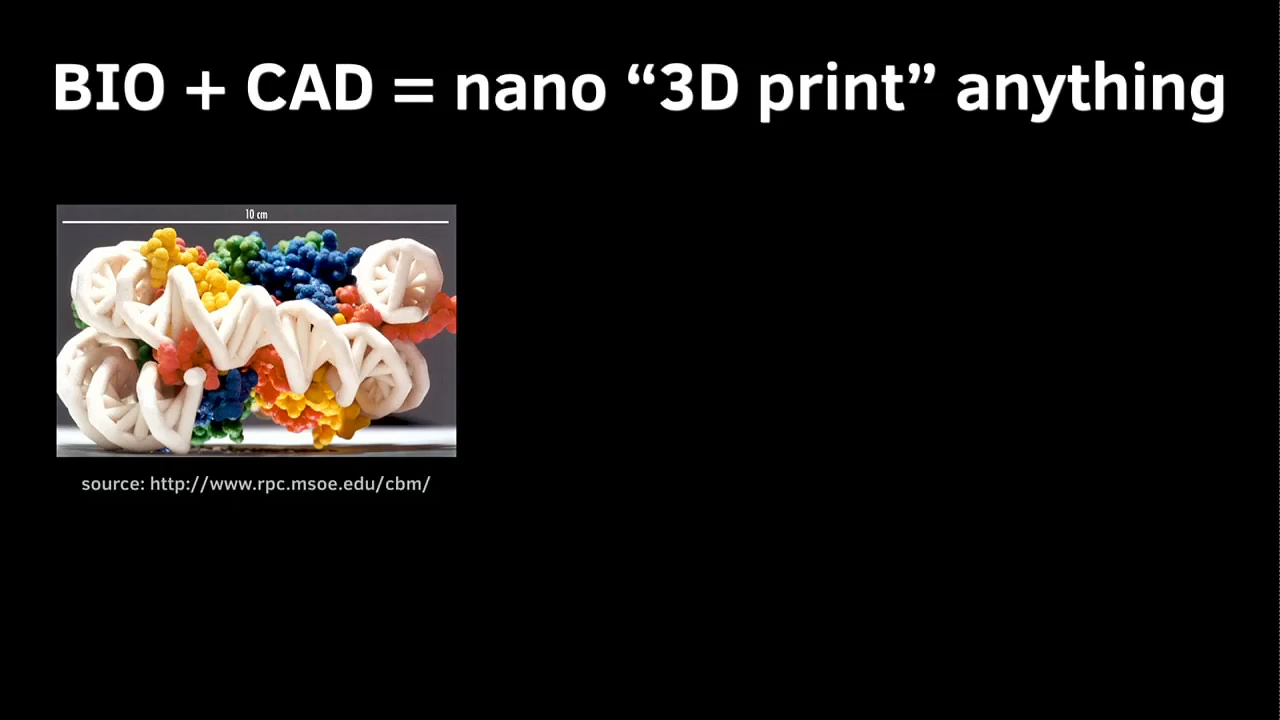 BIO + CAD = nano “3D print” anything
10 cm
source: http://www.rpc.msoe.edu/cbm/